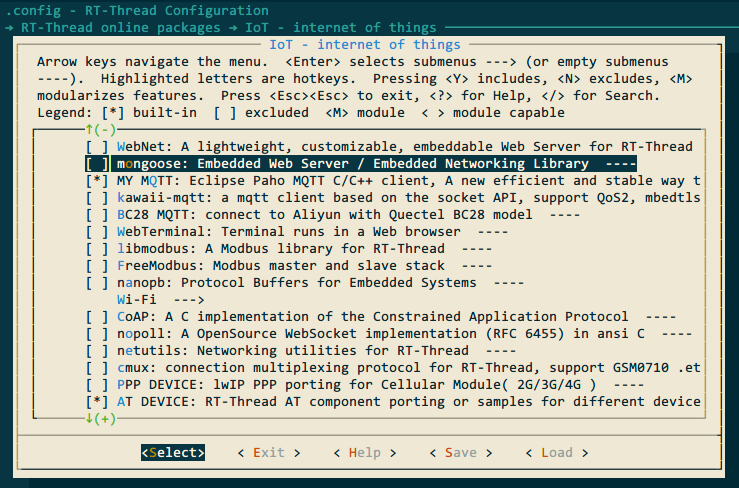 .config - RT-Thread Configuration
→ RT-Thread online packages → IoT - internet of things
IoT - internet of things
Arrow keys navigate the menu. <Enter> selects submenus ---> (or empty submenus
----). Highlighted letters are hotkeys. Pressing <Y> includes, <N> excludes, <M>
modularizes features. Press <Esc><Esc> to exit, <?> for Help, </> for Search.
Legend: [*] built-in [ ] excluded <M> module < > module capable
↑(-)
[ ] WebNet: A lightweight, customizable, embeddable Web Server for RT-Thread
[ ] mongoose: Embedded Web Server / Embedded Networking Library ----
[*] MY MQTT: Eclipse Paho MQTT C/C++ client, A new efficient and stable way t
[ ] kawaii-mqtt: a mqtt client based on the socket API, support QoS2, mbedtls
[ ] BC28 MQTT: connect to Aliyun with Quectel BC28 model ----
[ ] WebTerminal: Terminal runs in a Web browser ----
[ ] libmodbus: A Modbus library for RT-Thread ----
[ ] FreeModbus: Modbus master and slave stack ----
[ ] nanopb: Protocol Buffers for Embedded Systems ----
Wi-Fi --->
[ ] CoAP: A C implementation of the Constrained Application Protocol ----
[ ] nopoll: A OpenSource WebSocket implementation (RFC 6455) in ansi C ----
[ ] netutils: Networking utilities for RT-Thread ----
[ ] cmux: connection multiplexing protocol for RT-Thread, support GSM0710 .et
[ ] PPP DEVICE: lwIP PPP porting for Cellular Module( 2G/3G/4G ) ----
[*] AT DEVICE: RT-Thread AT component porting or samples for different device
↓(+)
<Select> < Exit > < Help > < Save > < Load >